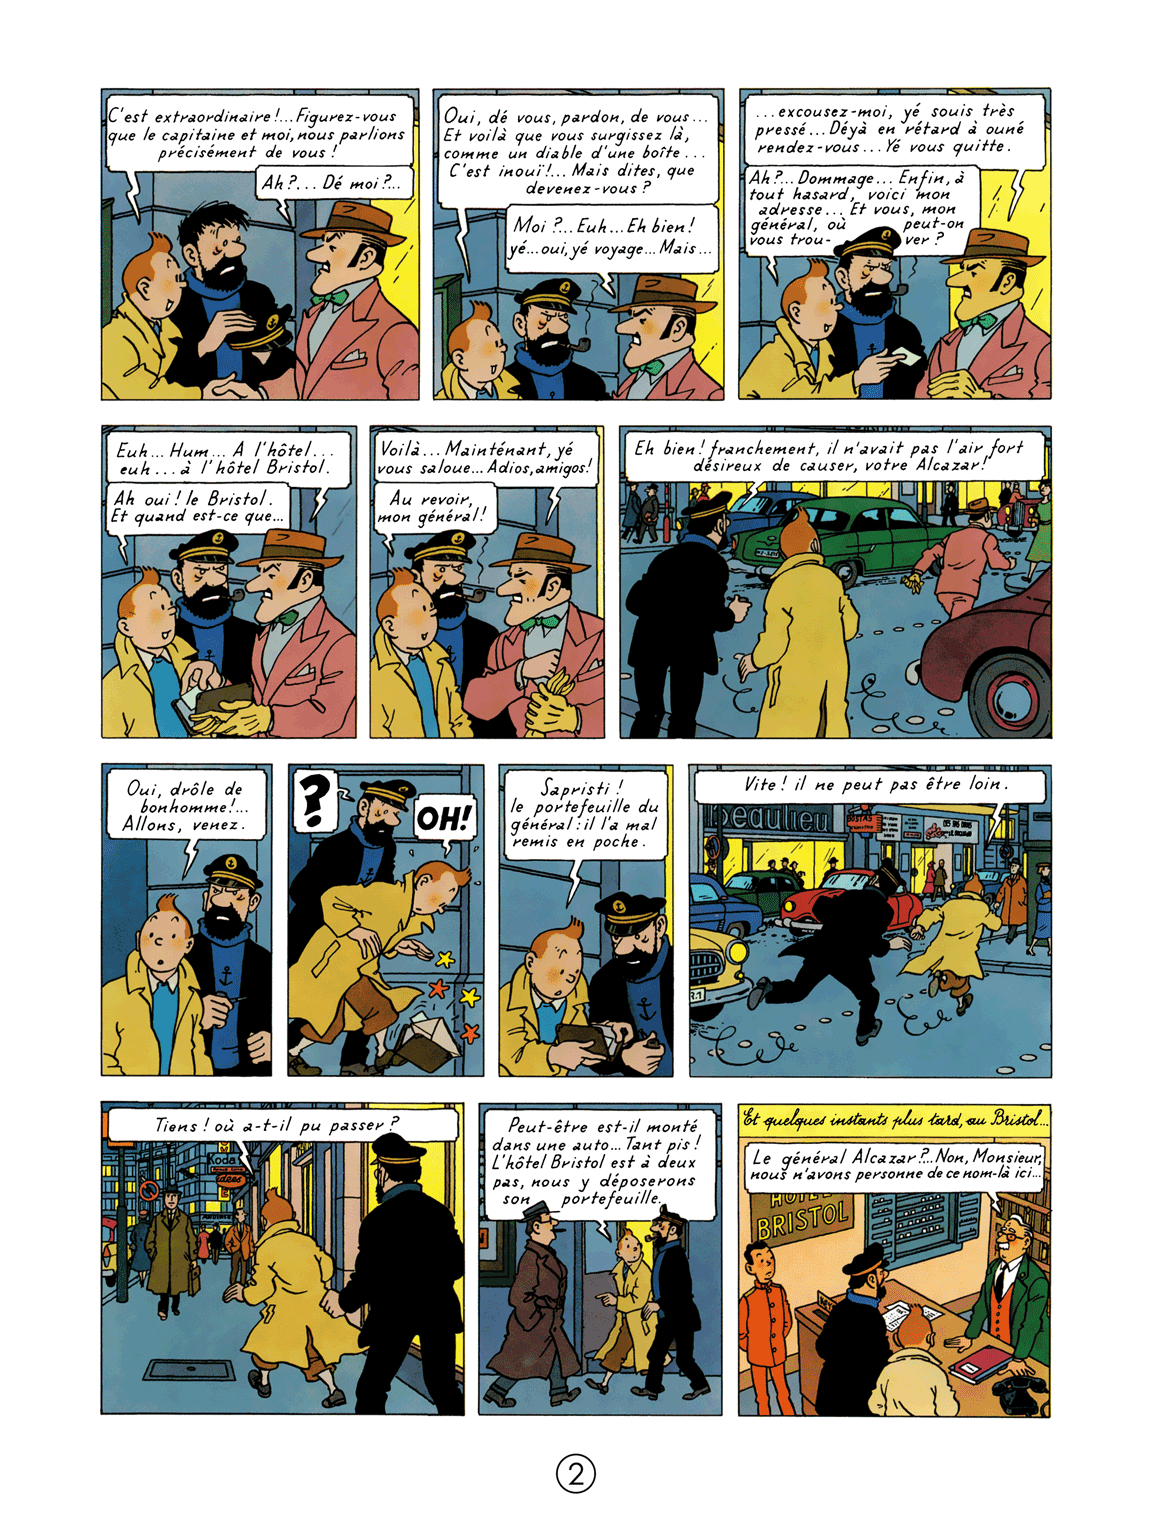 C'est extraordinaire!... Figurez-vous
que le capitaine et moi, nous parlions
précisément de vous!
Ah?... Dé moi?...
Oui, dé vous, pardon, de vous...
Et voilà que vous surgissez là,
comme un diable d'une boîte...
C'est inouï!... Mais dites, que
devenez-vous?
Moi?... Euh... Eh bien!
yé... oui, yé voyage... Mais...
...excousez-moi, yé souis très
pressé... Déyà en rétard à ouné
rendez-vous... Yé vous quitte.
Ah?... Dommage... Enfin, à
tout hasard, voici mon
adresse... Et vous, mon
général, où peut-on
vous trou- ver?
Euh... Hum... A l'hôtel...
euh... à l'hôtel Bristol.
Ah oui! le Bristol.
Et quand est-ce que...
Voilà... Mainténant, yé
vous saloue... Adios, amigos!
Au revoir,
mon général!
Eh bien! franchement, il n'avait pas l'air fort
désireux de causer, votre Alcazar!
Oui, drôle de
bonhomme!...
Allons, venez.
?
OH!
Sapristi!
le portefeuille du
général: il l'a mal
remis en poche.
Vite! il ne peut pas être loin.
Beaulieu
Tiens! où a-t-il pu passer?
Koda
idées
Peut-être est-il monté
dans une auto... Tant pis!
L'hôtel Bristol est à deux
pas, nous y déposerons
son portefeuille.
Et quelques instants plus tard, au Bristol...
Le général Alcazar?... Non, Monsieur,
nous n'avons personne de ce nom-là ici...
HOTEL
BRISTOL
2